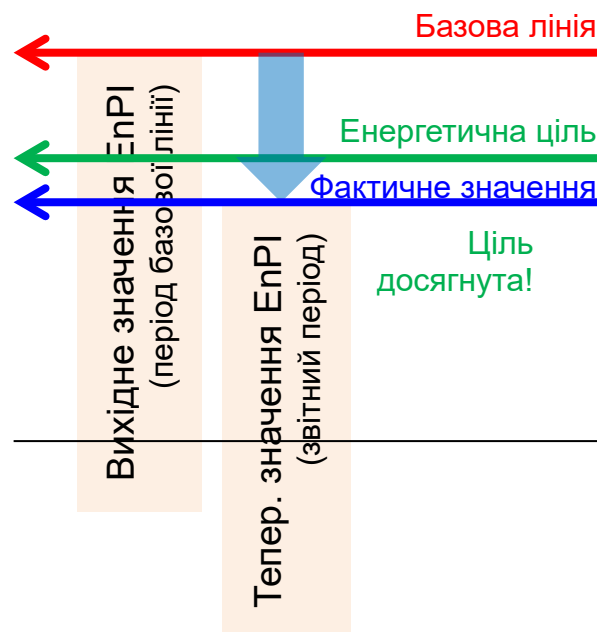 Базова лінія
Енергетична ціль
Фактичне значення
Ціль
досягнута!
Вихідне значення EnPI
(період базової лінії)
Тепер. значення EnPI
(звітний період)